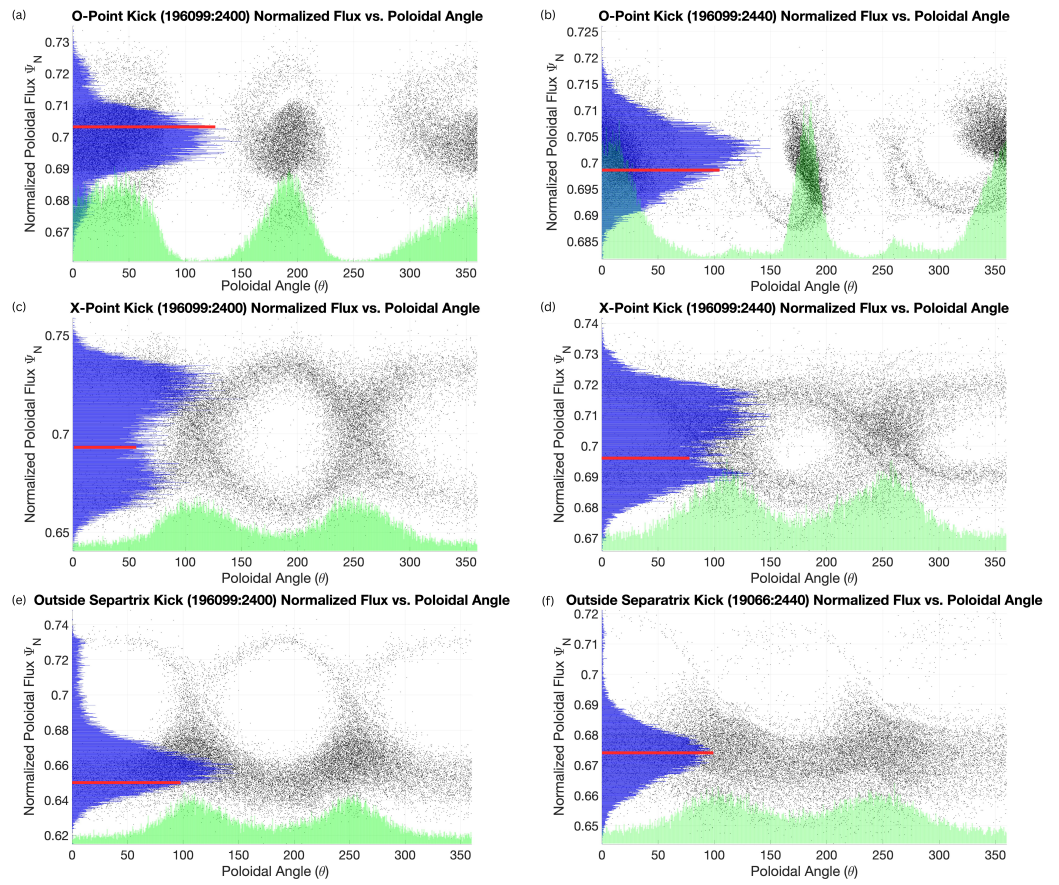 (a) O-Point Kick (196099:2400) Normalized Flux vs. Poloidal Angle
Normalized Poloidal Flux Ψ_N
0.73
0.72
0.71
0.7
0.69
0.68
0.67
0 50 100 150 200 250 300 350
Poloidal Angle (θ)
(b) O-Point Kick (196099:2440) Normalized Flux vs. Poloidal Angle
Normalized Poloidal Flux Ψ_N
0.725
0.72
0.715
0.71
0.705
0.7
0.695
0.69
0.685
0 50 100 150 200 250 300 350
Poloidal Angle (θ)
(c) X-Point Kick (196099:2400) Normalized Flux vs. Poloidal Angle
Normalized Poloidal Flux Ψ_N
0.75
0.7
0.65
0 50 100 150 200 250 300 350
Poloidal Angle (θ)
(d) X-Point Kick (196099:2440) Normalized Flux vs. Poloidal Angle
Normalized Poloidal Flux Ψ_N
0.74
0.73
0.72
0.71
0.7
0.69
0.68
0.67
0 50 100 150 200 250 300 350
Poloidal Angle (θ)
(e) Outside Separtrix Kick (196099:2400) Normalized Flux vs. Poloidal Angle
Normalized Poloidal Flux Ψ_N
0.74
0.72
0.7
0.68
0.66
0.64
0.62
0 50 100 150 200 250 300 350
Poloidal Angle (θ)
(f) Outside Separatrix Kick (19066:2440) Normalized Flux vs. Poloidal Angle
Normalized Poloidal Flux Ψ_N
0.72
0.71
0.7
0.69
0.68
0.67
0.66
0.65
0 50 100 150 200 250 300 350
Poloidal Angle (θ)